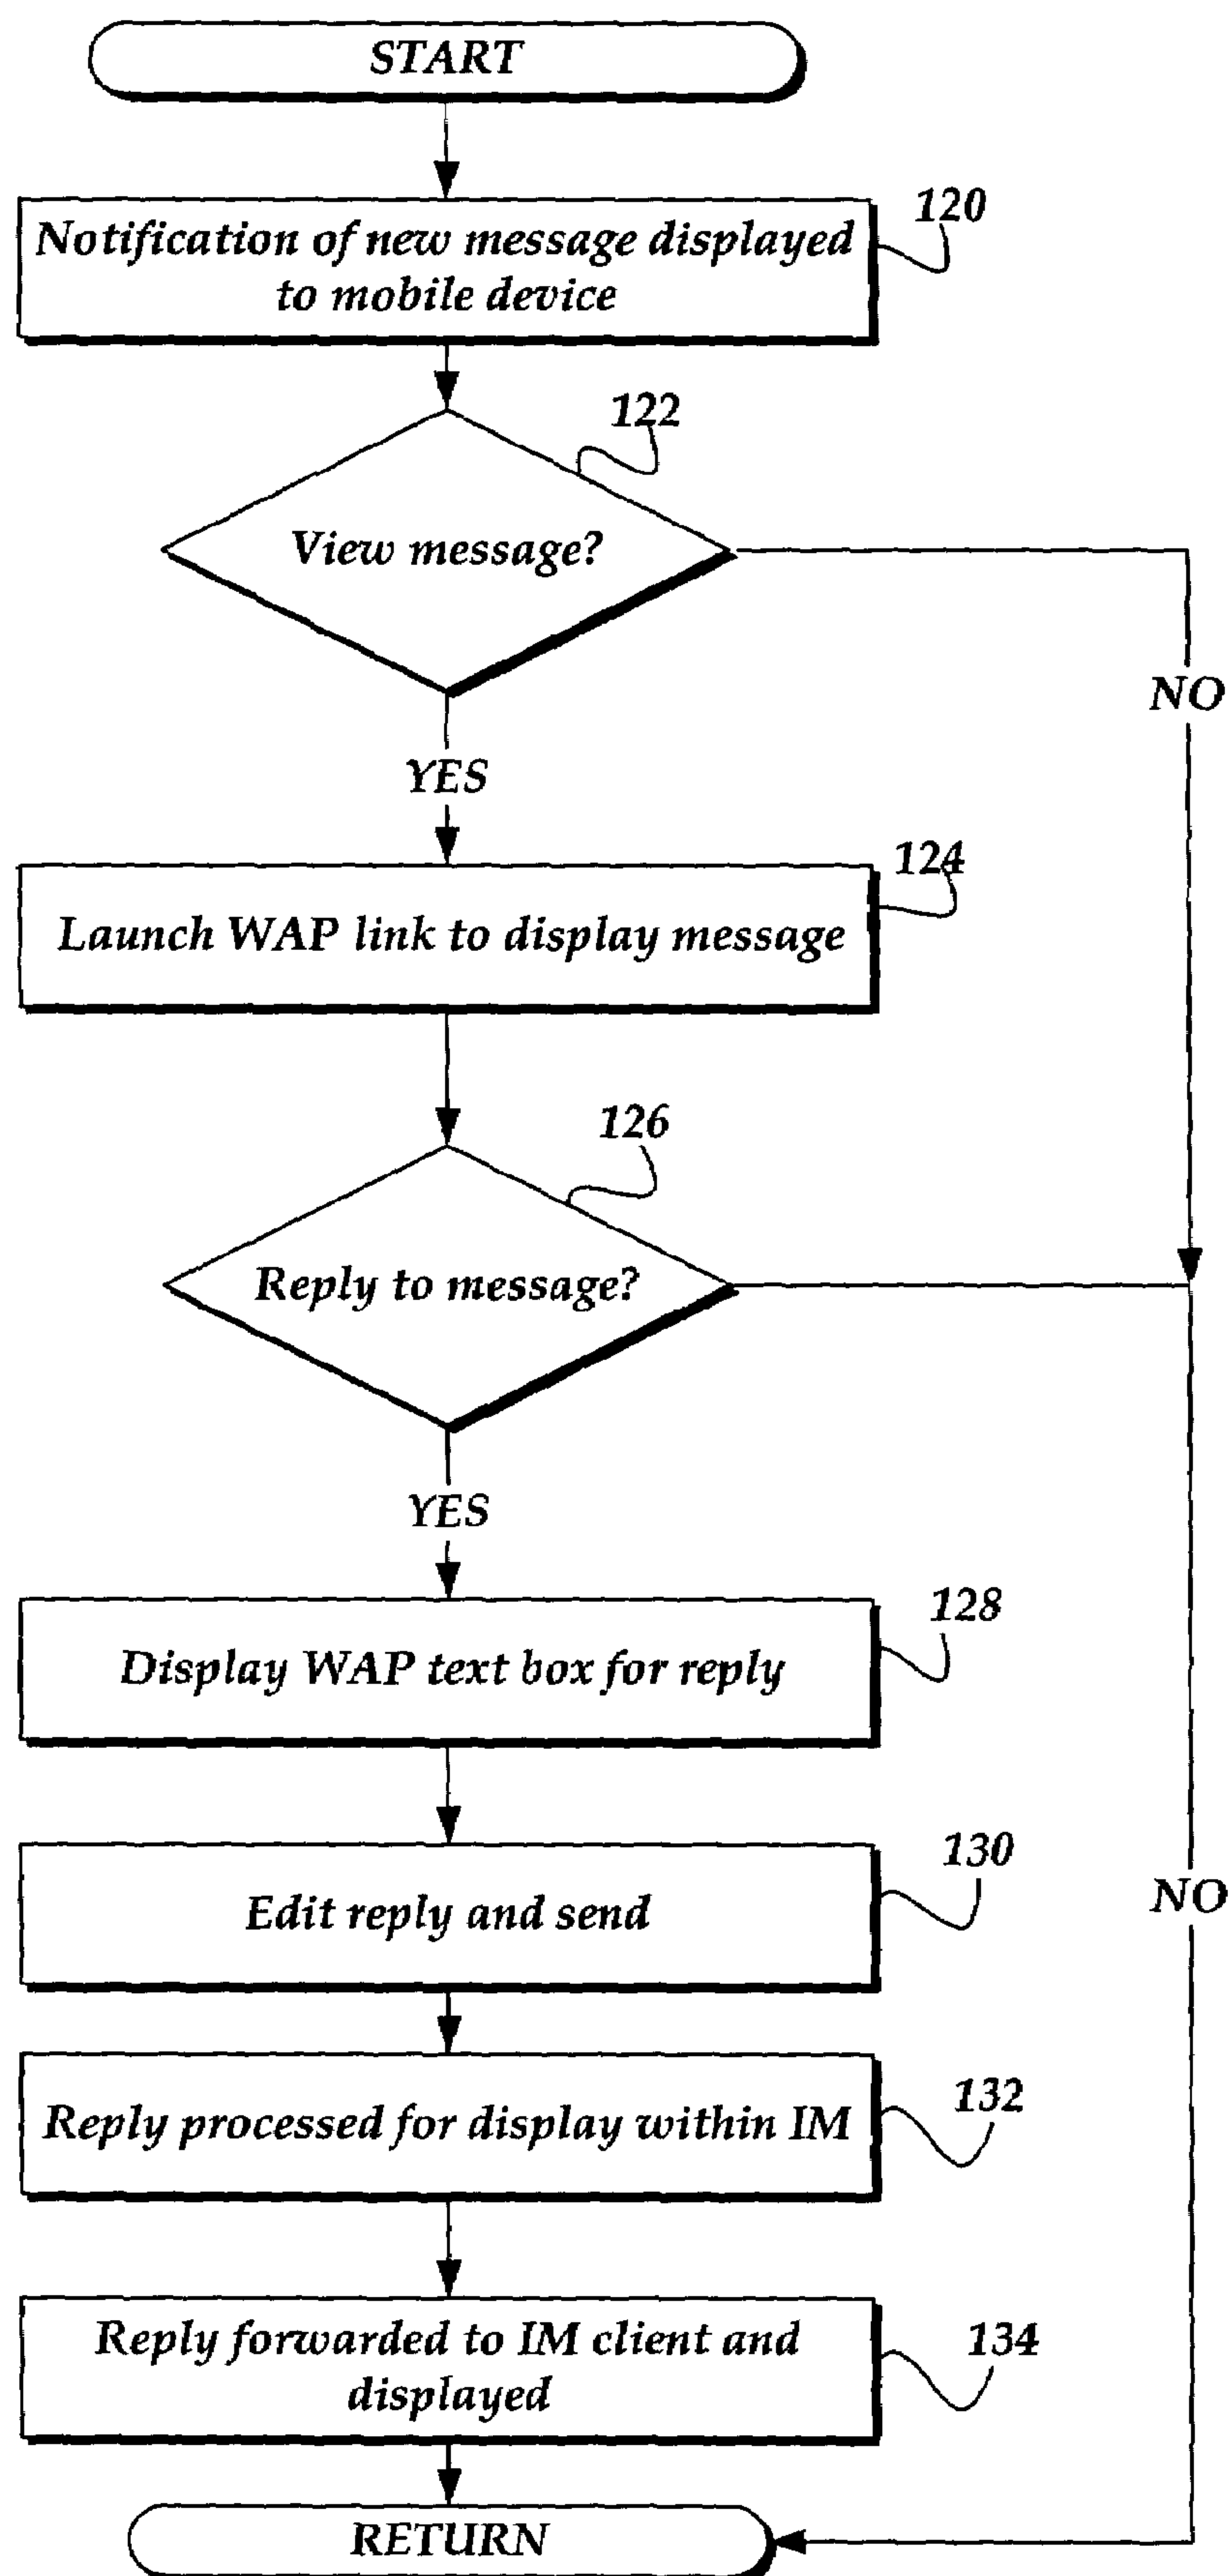 START
120
Notification of new message displayed
to mobile device
122
View message?
NO
YES
124
Launch WAP link to display message
126
Reply to message?
YES
128
Display WAP text box for reply
130
NO
Edit reply and send
132
Reply processed for display within IM
134
Reply forwarded to IM client and
displayed
RETURN